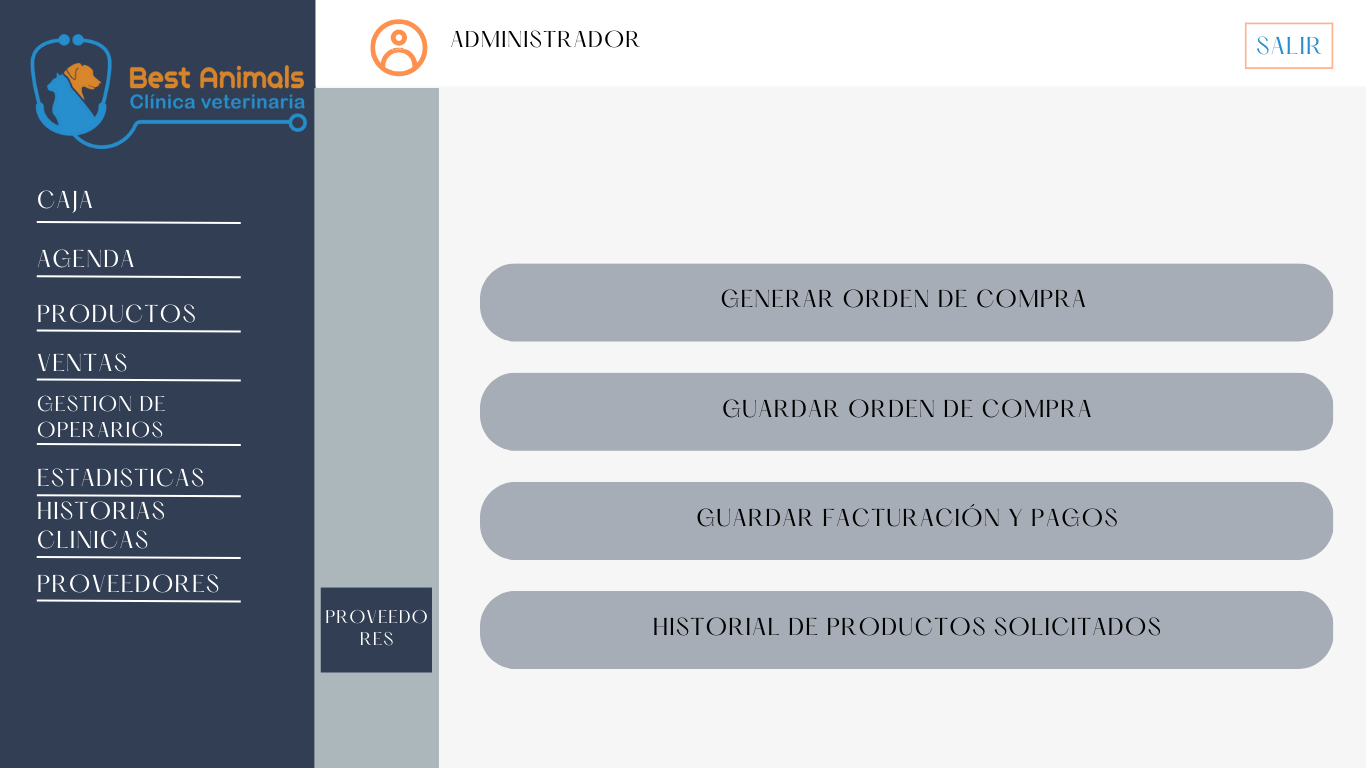 Best Animals
Clínica veterinaria
ADMINISTRADOR
SALIR
CAJA
AGENDA
PRODUCTOS
VENTAS
GESTION DE
OPERARIOS
ESTADISTICAS
HISTORIAS
CLINICAS
PROVEEDORES
PROVEEDO
RES
GENERAR ORDEN DE COMPRA
GUARDAR ORDEN DE COMPRA
GUARDAR FACTURACIÓN Y PAGOS
HISTORIAL DE PRODUCTOS SOLICITADOS